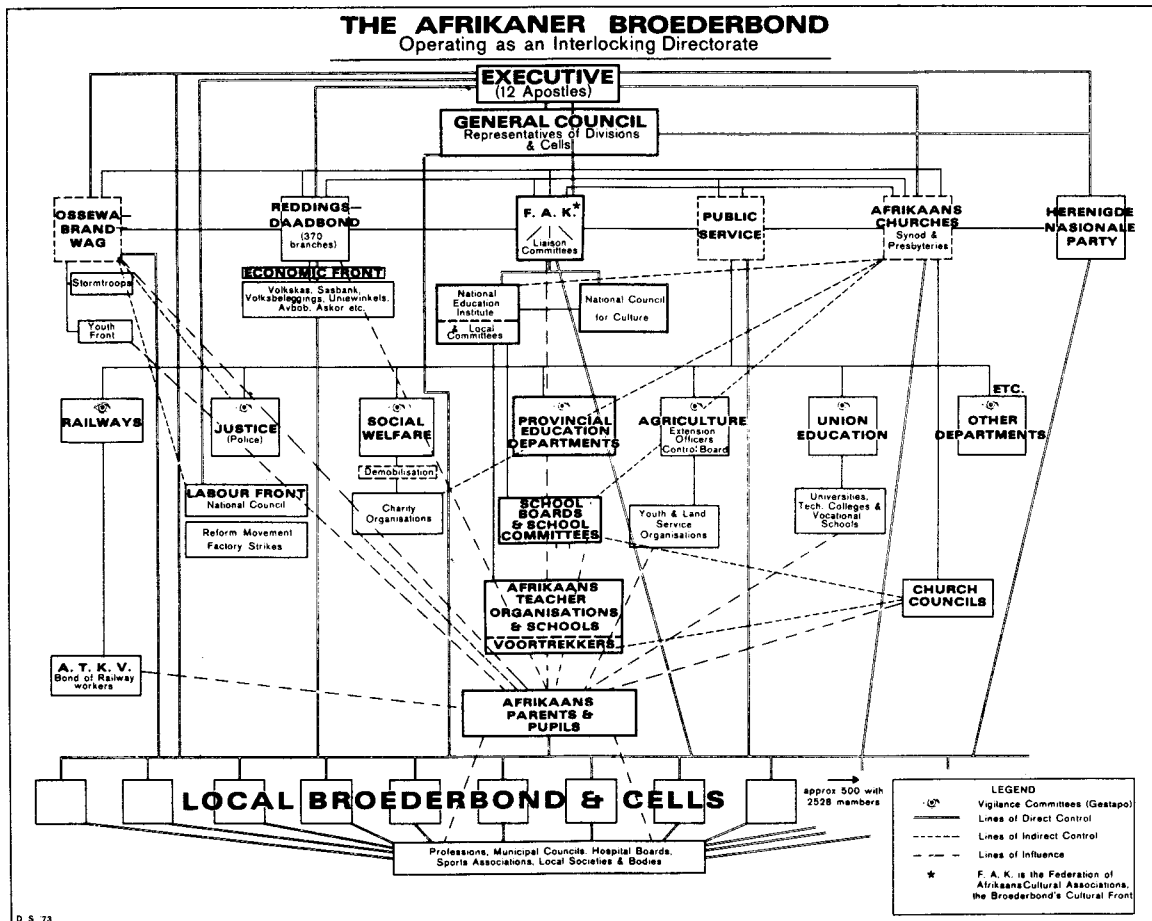 THE AFRIKANER BROEDERBOND
Operating as an Interlocking Directorate
EXECUTIVE
(12 Apostles)
GENERAL COUNCIL
Representatives of Divisions
& Cells
OSSEWA—
BRAND
WAG
REDDINGS—
DAADBOND
(370
branches)
F. A. K.*
Liaison
Committees
PUBLIC
SERVICE
AFRIKAANS
CHURCHES
Synod &
Presbyteries
HERENIGDE
NASIONALE
PARTY
Stormtroops
Youth
Front
ECONOMIC FRONT
Volkskas, Sasbank,
Volksbeleggings, Uniewinkels,
Avbob, Askor etc.
National
Education
Institute
& Local
Committees
National Council
for Culture
RAILWAYS
JUSTICE
(Police)
SOCIAL
WELFARE
PROVINCIAL
EDUCATION
DEPARTMENTS
AGRICULTURE
Extension
Officers
Control Board
UNION
EDUCATION
ETC.
OTHER
DEPARTMENTS
Demobilisation
LABOUR FRONT
National Council
Reform Movement
Factory Strikes
Charity
Organisations
SCHOOL
BOARDS
& SCHOOL
COMMITTEES
Youth & Land
Service
Organisations
Universities,
Tech. Colleges &
Vocational
Schools
AFRIKAANS
TEACHER
ORGANISATIONS
& SCHOOLS
VOORTREKKERS
CHURCH
COUNCILS
A. T. K. V.
Bond of Railway
workers
AFRIKAANS
PARENTS &
PUPILS
LOCAL BROEDERBOND & CELLS
approx 500 with
2528 members
Professions, Municipal Councils, Hospital Boards,
Sports Associations, Local Societies & Bodies
LEGEND
Vigilance Committees (Gestapo)
Lines of Direct Control
Lines of Indirect Control
Lines of Influence
* F. A. K. is the Federation of
Afrikaans Cultural Associations,
the Broederbond's Cultural Front
D. S. '73